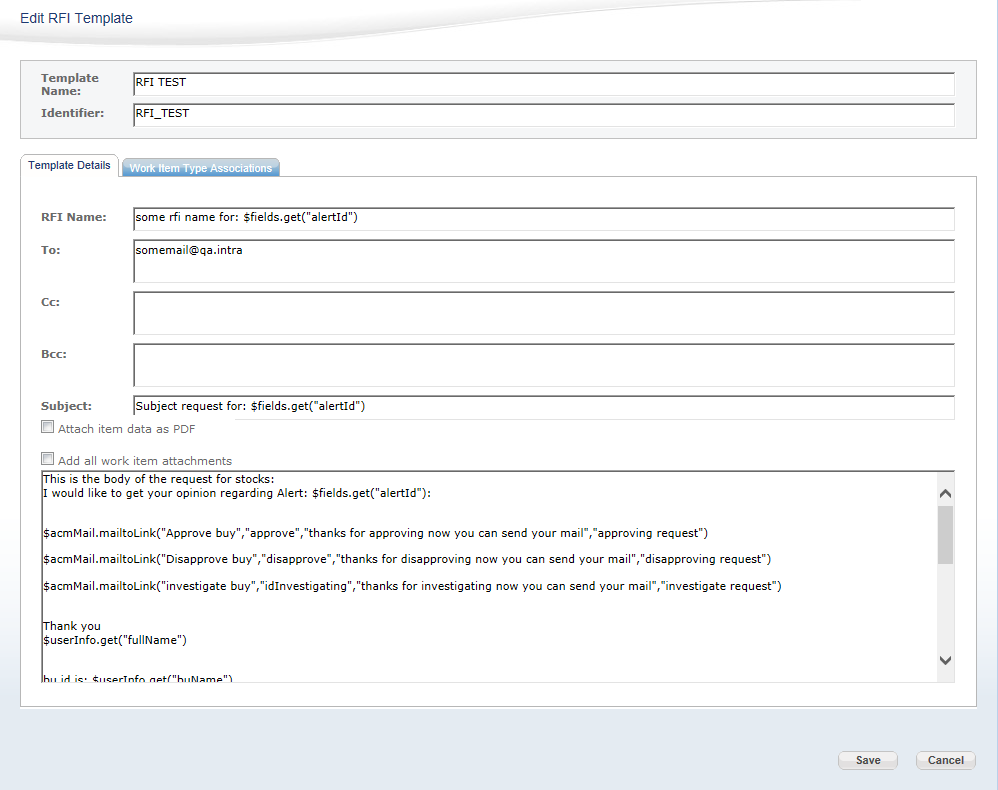 Edit RFI Template
Template
Name:
RFI TEST
Identifier:
RFI_TEST
Template Details
Work Item Type Associations
RFI Name:
some rfi name for: $fields.get("alertId")
To:
somemail@qa.intra
Cc:
Bcc:
Subject:
Subject request for: $fields.get("alertId")
Attach item data as PDF
Add all work item attachments
This is the body of the request for stocks:
I would like to get your opinion regarding Alert: $fields.get("alertId"):
$acmMail.mailtoLink("Approve buy","approve","thanks for approving now you can send your mail","approving request")
$acmMail.mailtoLink("Disapprove buy","disapprove","thanks for disapproving now you can send your mail","disapproving request")
$acmMail.mailtoLink("investigate buy","idInvestigating","thanks for investigating now you can send your mail","investigate request")
Thank you
$userInfo.get("fullName")
bu id is: $userInfo.get("buName")
Save
Cancel